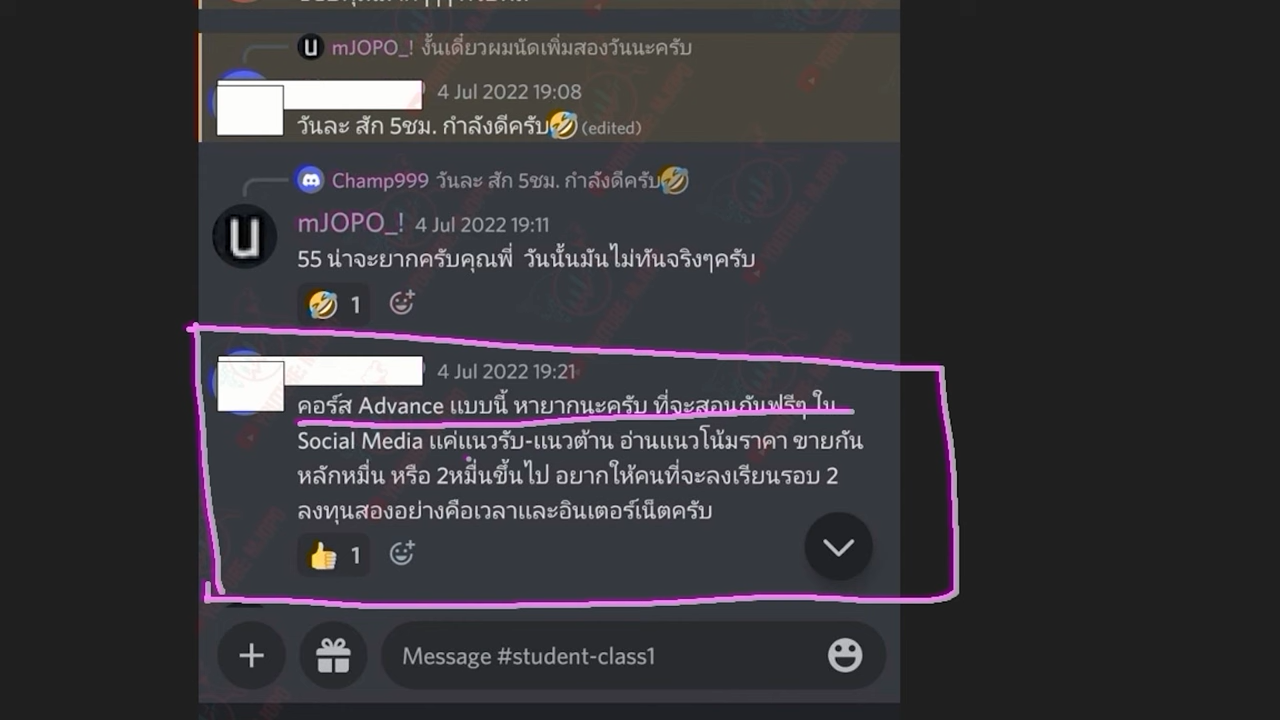 mJOPO_! งั้นเดี๋ยวผมนัดเพิ่มสองวันนะครับ
4 Jul 2022 19:08
วันละ สัก 5ชม. กำลังดีครับ🤣 (edited)
Champ999 วันละ สัก 5ชม. กำลังดีครับ🤣
mJOPO_! 4 Jul 2022 19:11
55 น่าจะยากครับคุณพี่ วันนั้นมันไม่ทันจริงๆครับ
🤣 1
4 Jul 2022 19:21
คอร์ส Advance แบบนี้ หายากนะครับ ที่จะสอนกันฟรีๆ ใน
Social Media แค่แนวรับ-แนวต้าน อ่านแนวโน้มราคา ขายกัน
หลักหมื่น หรือ 2หมื่นขึ้นไป อยากให้คนที่จะลงเรียนรอบ 2
ลงทุนสองอย่างคือเวลาและอินเตอร์เน็ตครับ
👍 1
Message #student-class1